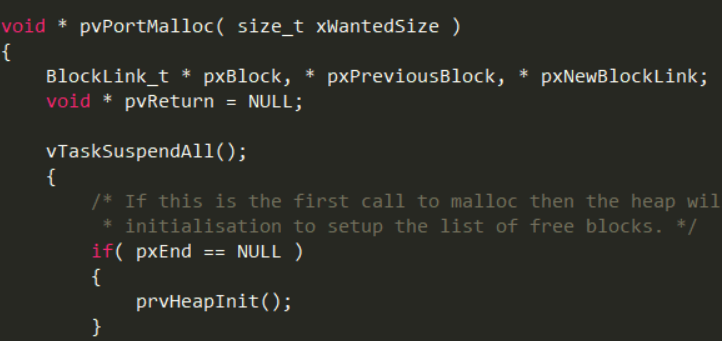 void * pvPortMalloc( size_t xWantedSize )
{
    BlockLink_t * pxBlock, * pxPreviousBlock, * pxNewBlockLink;
    void * pvReturn = NULL;

    vTaskSuspendAll();
    {
        /* If this is the first call to malloc then the heap wil
         * initialisation to setup the list of free blocks. */
        if( pxEnd == NULL )
        {
            prvHeapInit();
        }